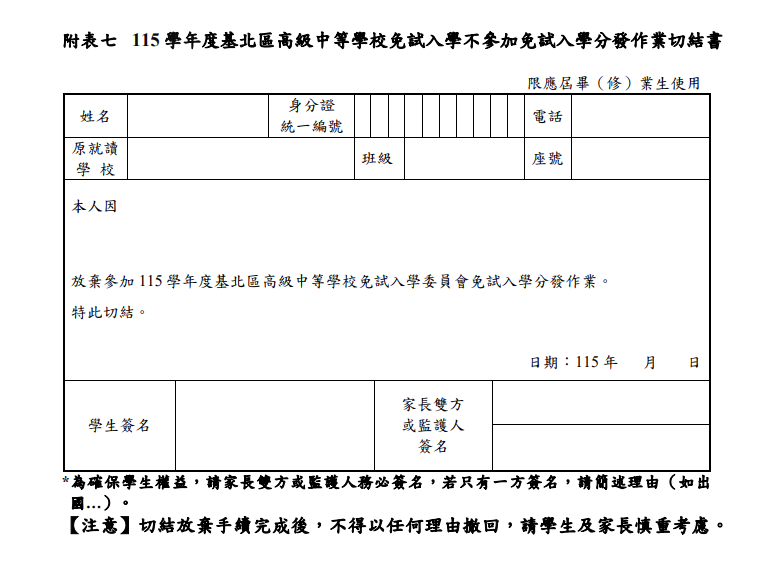 附表七 115 學年度基北區高級中等學校免試入學不參加免試入學分發作業切結書
限應屆畢（修）業生使用
姓名
身分證
統一編號
電話
原就讀
學 校
班級
座號
本人因
放棄參加 115 學年度基北區高級中等學校免試入學委員會免試入學分發作業。
特此切結。
日期：115 年 月 日
學生簽名
家長雙方
或監護人
簽名
*為確保學生權益，請家長雙方或監護人務必簽名，若只有一方簽名，請簡述理由（如出
國…）。
【注意】切結放棄手續完成後，不得以任何理由撤回，請學生及家長慎重考慮。